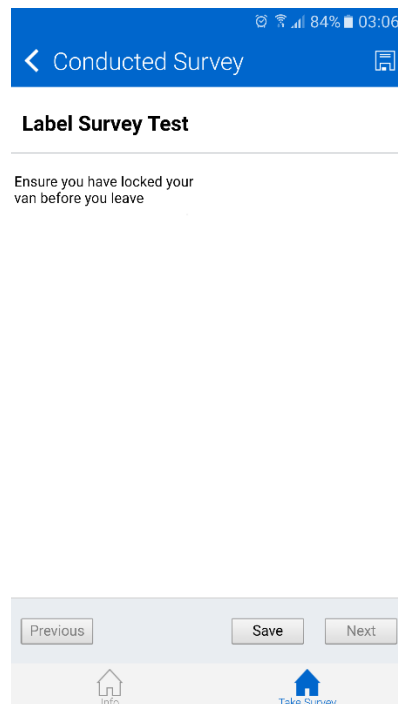 84% 03:06
Conducted Survey
Label Survey Test
Ensure you have locked your
van before you leave
Previous Save Next
Info Take Survey